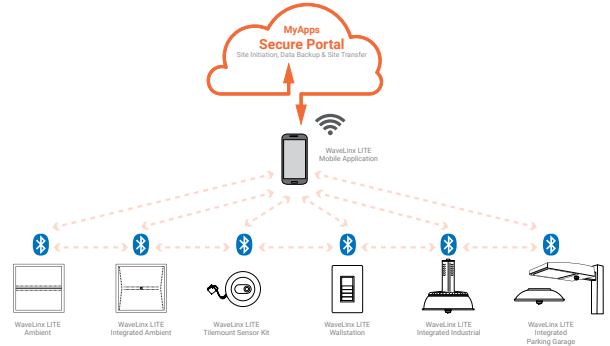 MyApps
Secure Portal
Site Initiation, Data Backup & Site Transfer
WaveLinx LITE
Mobile Application
WaveLinx LITE
Ambient
WaveLinx LITE
Integrated Ambient
WaveLinx LITE
Tilemount Sensor Kit
WaveLinx LITE
Wallstation
WaveLinx LITE
Integrated Industrial
WaveLinx LITE
Integrated
Parking Garage